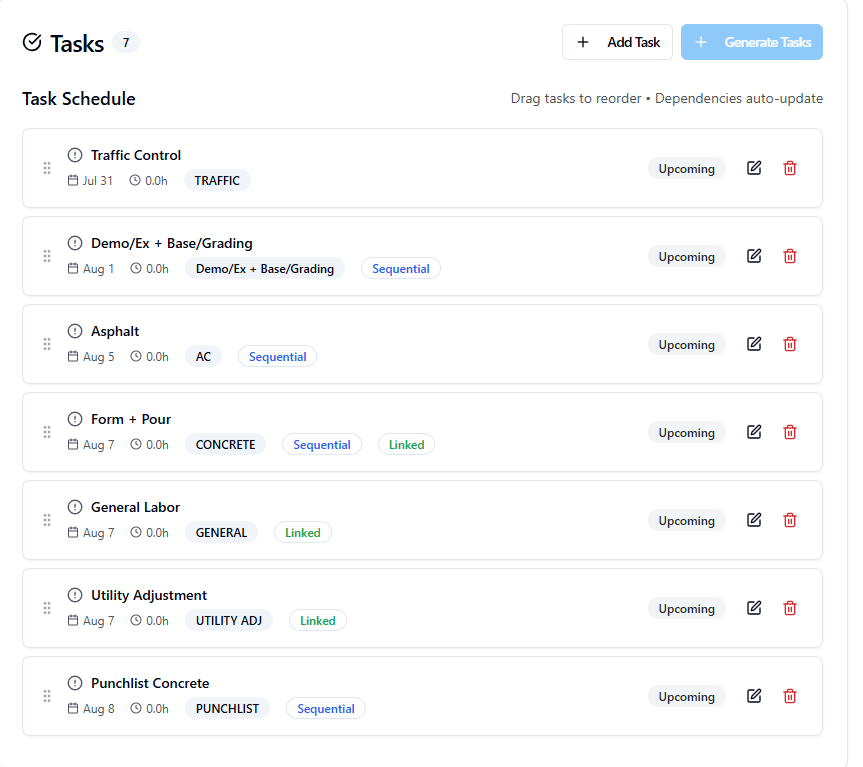 Tasks 7
+ Add Task + Generate Tasks
Task Schedule
Drag tasks to reorder • Dependencies auto-update
Traffic Control
Jul 31 0.0h TRAFFIC
Upcoming
Demo/Ex + Base/Grading
Aug 1 0.0h Demo/Ex + Base/Grading Sequential
Upcoming
Asphalt
Aug 5 0.0h AC Sequential
Upcoming
Form + Pour
Aug 7 0.0h CONCRETE Sequential Linked
Upcoming
General Labor
Aug 7 0.0h GENERAL Linked
Upcoming
Utility Adjustment
Aug 7 0.0h UTILITY ADJ Linked
Upcoming
Punchlist Concrete
Aug 8 0.0h PUNCHLIST Sequential
Upcoming